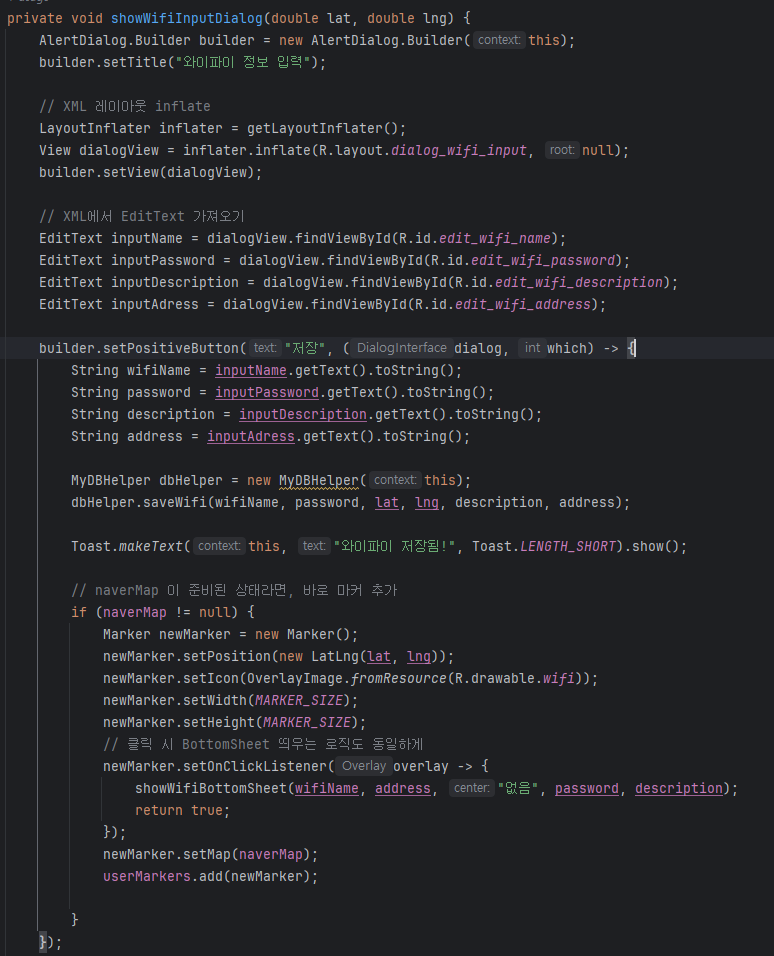 private void showWifiInputDialog(double lat, double lng) {
AlertDialog.Builder builder = new AlertDialog.Builder( context: this);
builder.setTitle("와이파이 정보 입력");
// XML 레이아웃 inflate
LayoutInflater inflater = getLayoutInflater();
View dialogView = inflater.inflate(R.layout.dialog_wifi_input, root: null);
builder.setView(dialogView);
// XML에서 EditText 가져오기
EditText inputName = dialogView.findViewById(R.id.edit_wifi_name);
EditText inputPassword = dialogView.findViewById(R.id.edit_wifi_password);
EditText inputDescription = dialogView.findViewById(R.id.edit_wifi_description);
EditText inputAdress = dialogView.findViewById(R.id.edit_wifi_address);
builder.setPositiveButton( text: "저장", ( DialogInterface dialog, int which) -> {
String wifiName = inputName.getText().toString();
String password = inputPassword.getText().toString();
String description = inputDescription.getText().toString();
String address = inputAdress.getText().toString();
MyDBHelper dbHelper = new MyDBHelper( context: this);
dbHelper.saveWifi(wifiName, password, lat, lng, description, address);
Toast.makeText( context: this, text: "와이파이 저장됨!", Toast.LENGTH_SHORT).show();
// naverMap 이 준비된 상태라면, 바로 마커 추가
if (naverMap != null) {
Marker newMarker = new Marker();
newMarker.setPosition(new LatLng(lat, lng));
newMarker.setIcon(OverlayImage.fromResource(R.drawable.wifi));
newMarker.setWidth(MARKER_SIZE);
newMarker.setHeight(MARKER_SIZE);
// 클릭 시 BottomSheet 띄우는 로직도 동일하게
newMarker.setOnClickListener( Overlay overlay -> {
showWifiBottomSheet(wifiName, address, center: "없음", password, description);
return true;
});
newMarker.setMap(naverMap);
userMarkers.add(newMarker);
}
});